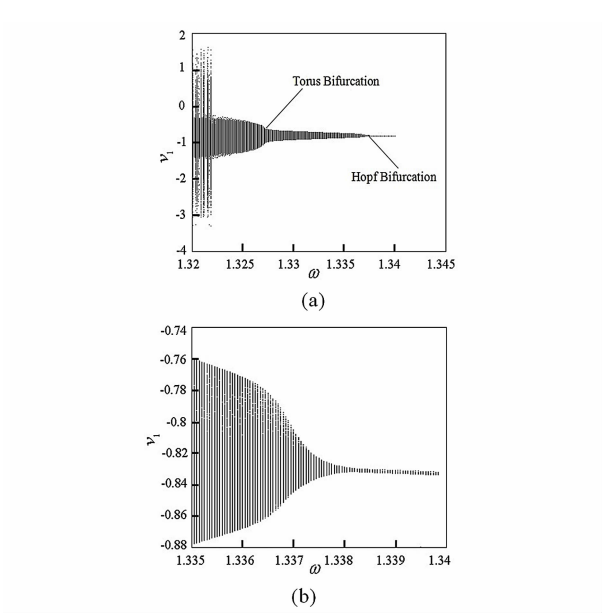 2
1
0
-1
-2
-3
-4
v1
Torus Bifurcation
Hopf Bifurcation
1.32 1.325 1.33 1.335 1.34 1.345
ω
(a)
-0.74
-0.76
-0.78
-0.8
-0.82
-0.84
-0.86
-0.88
v1
1.335 1.336 1.337 1.338 1.339 1.34
ω
(b)